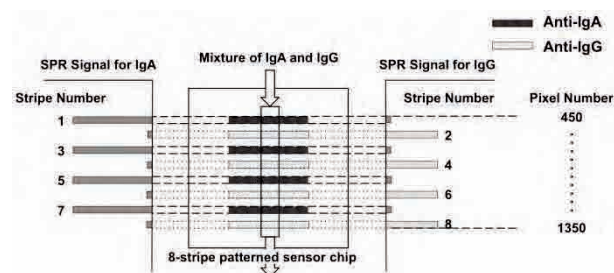 Anti-IgA
Anti-IgG
SPR Signal for IgA
Mixture of IgA and IgG
SPR Signal for IgG
Stripe Number
Stripe Number
Pixel Number
1
450
2
3
4
5
6
7
8
1350
8-stripe patterned sensor chip